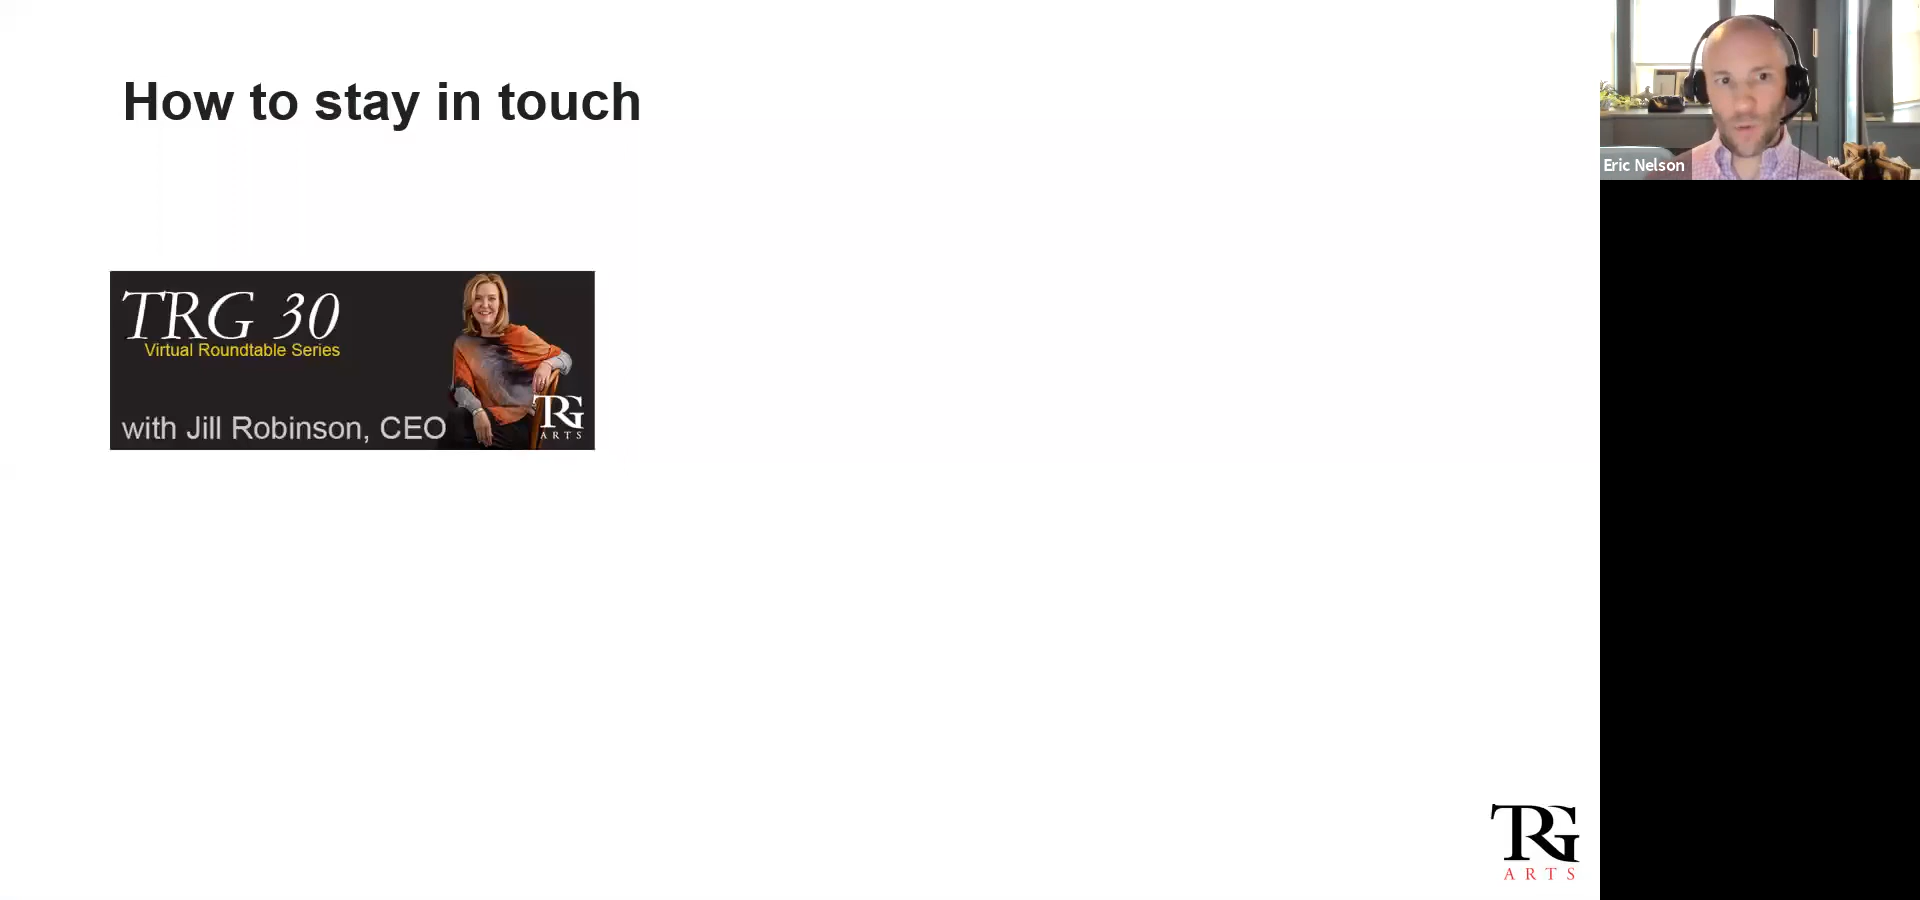 How to stay in touch
Eric Nelson
TRG 30
Virtual Roundtable Series
with Jill Robinson, CEO
TRG
ARTS
TRG
ARTS